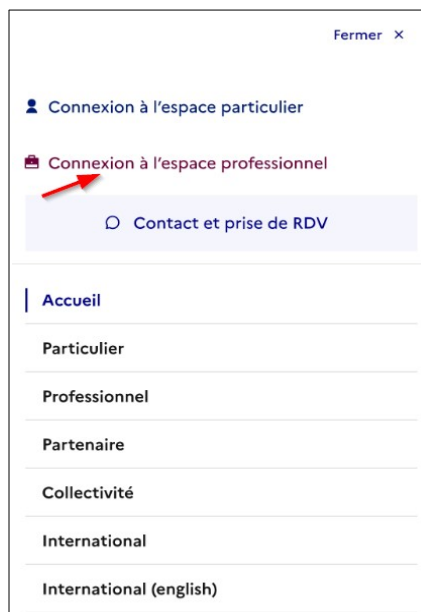 Fermer ×
Connexion à l’espace particulier
Connexion à l’espace professionnel
Contact et prise de RDV
Accueil
Particulier
Professionnel
Partenaire
Collectivité
International
International (english)